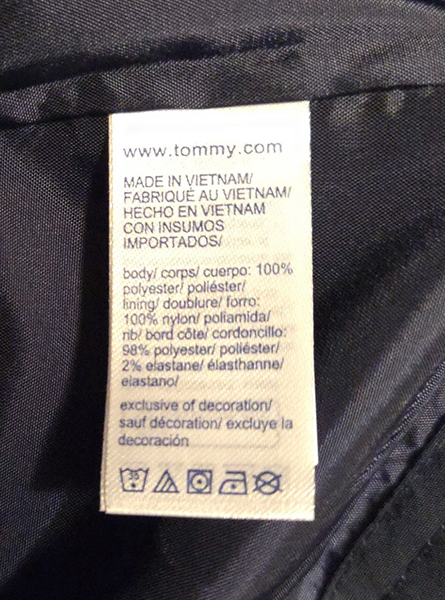 www.tommy.com
MADE IN VIETNAM/
FABRIQUÉ AU VIETNAM/
HECHO EN VIETNAM
CON INSUMOS
IMPORTADOS/
body/ corps/ cuerpo: 100%
polyester/ poliéster/
lining/ doublure/ forro:
100% nylon/ poliamida/
rib/ bord côte/ cordoncillo:
98% polyester/ poliéster/
2% elastane/ élasthanne/
elastano/
exclusive of decoration/
sauf décoration/ excluye la
decoración
30